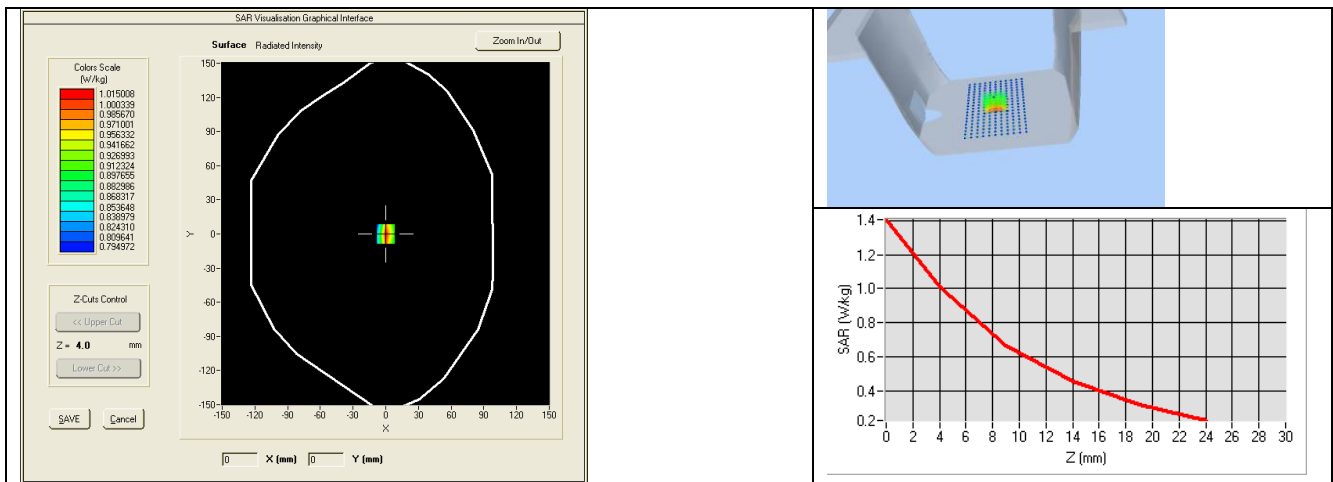 SAR Visualisation Graphical Interface
Surface Radiated Intensity
Zoom In/Out
Colors Scale
(W/kg)
1.015008
1.000339
0.985670
0.971001
0.956332
0.941662
0.926993
0.912324
0.897655
0.882986
0.868317
0.853648
0.838979
0.824310
0.809641
0.794972
Z-Cuts Control
<< Upper Cut
Z = 4.0 mm
Lower Cut >>
SAVE Cancel
150
120
90
60
30
0
-30
-60
-90
-120
-150
Y
-150 -120 -90 -60 -30 0 30 60 90 120 150
X
0 X (mm) 0 Y (mm)
1.4
1.2
1.0
0.8
0.6
0.4
0.2
SAR (W/kg)
0 2 4 6 8 10 12 14 16 18 20 22 24 26 28 30
Z (mm)